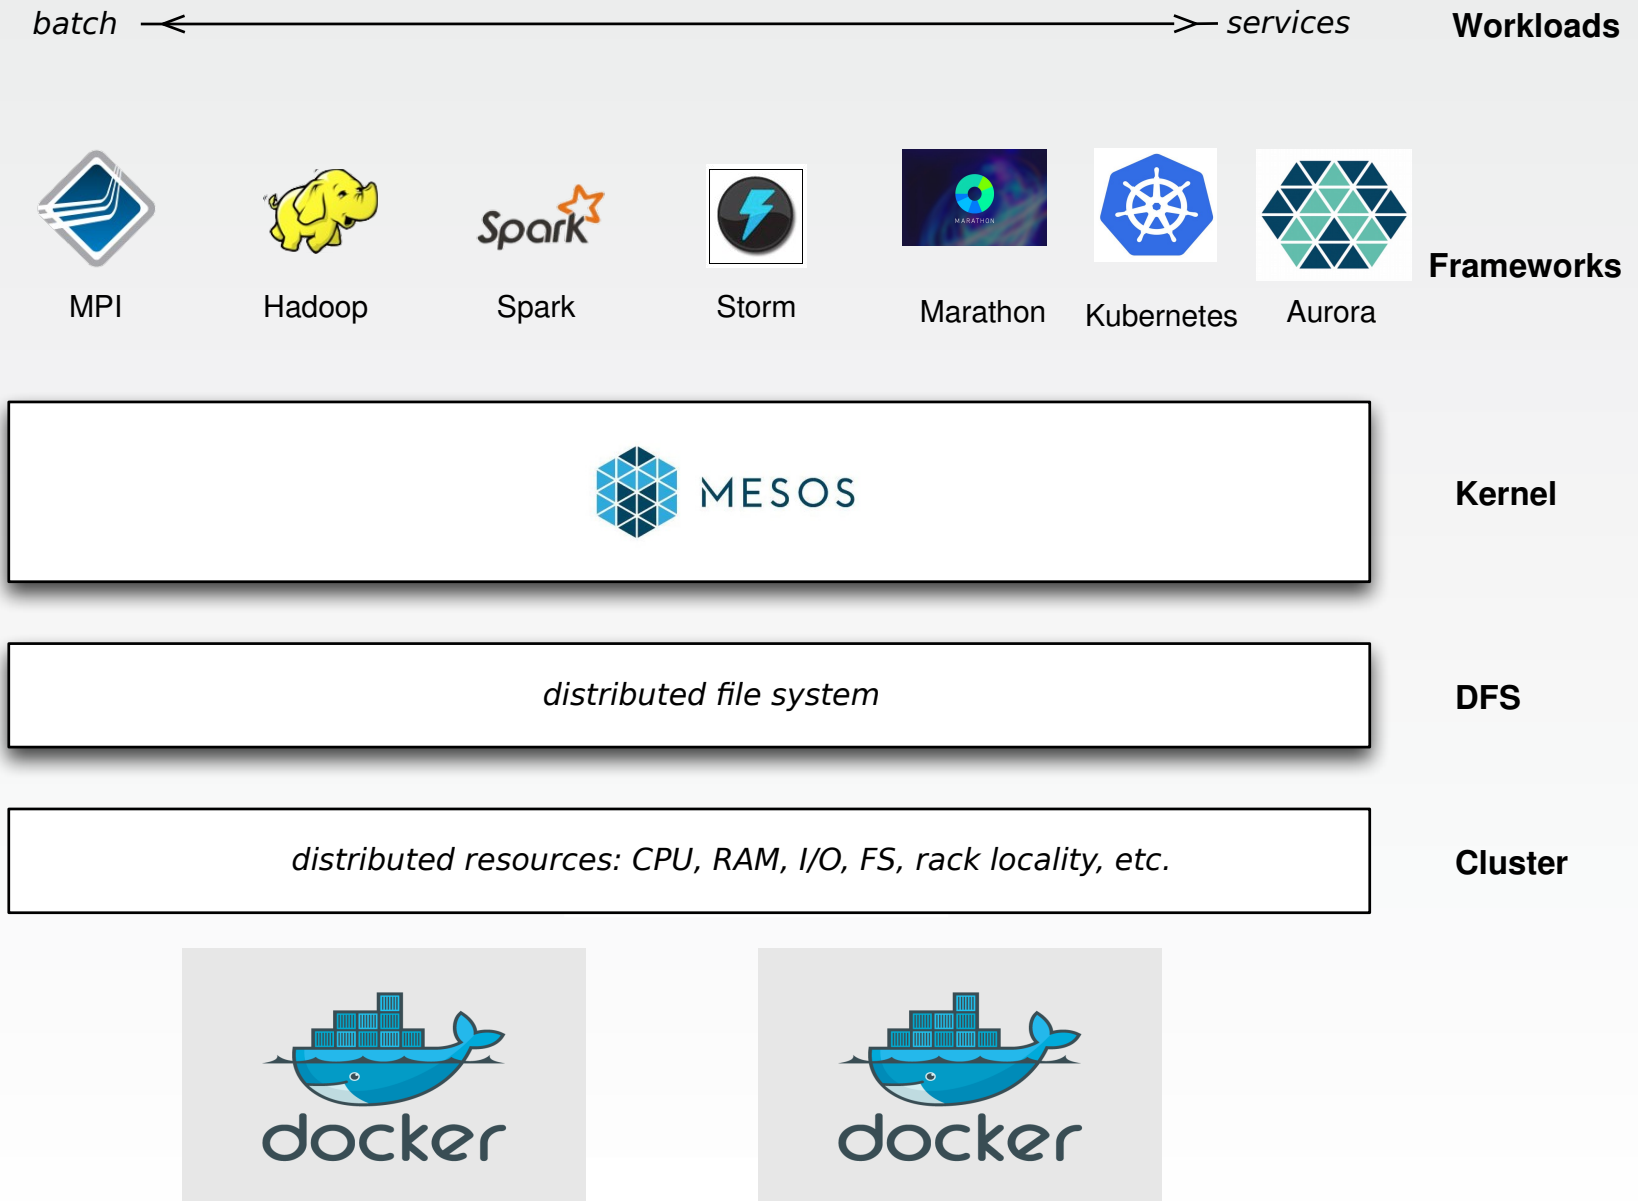 batch
services
Workloads
Spark
MARATHON
Frameworks
MPI
Hadoop
Spark
Storm
Marathon
Kubernetes
Aurora
MESOS
Kernel
distributed file system
DFS
distributed resources: CPU, RAM, I/O, FS, rack locality, etc.
Cluster
docker
docker